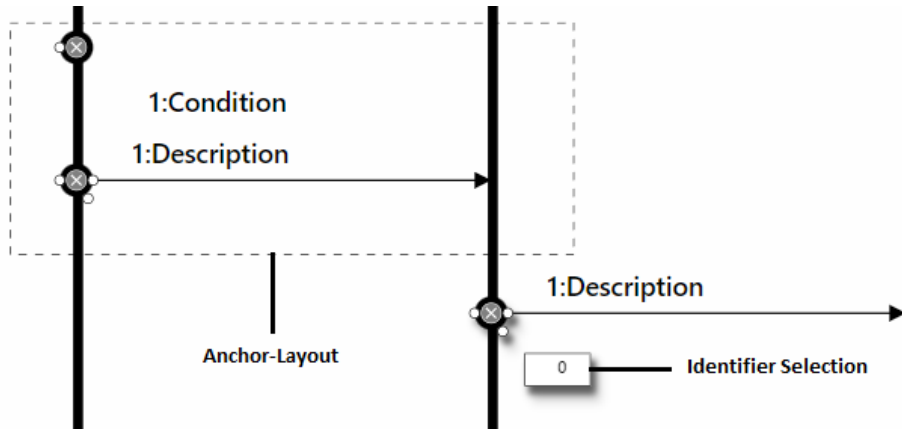 1:Condition
1:Description
1:Description
Anchor-Layout
0
Identifier Selection